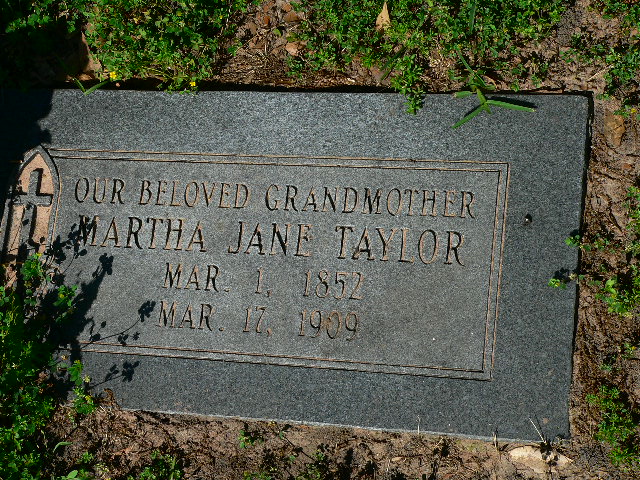 OUR BELOVED GRANDMOTHER
MARTHA JANE TAYLOR
MAR. 1, 1852
MAR. 17, 1909